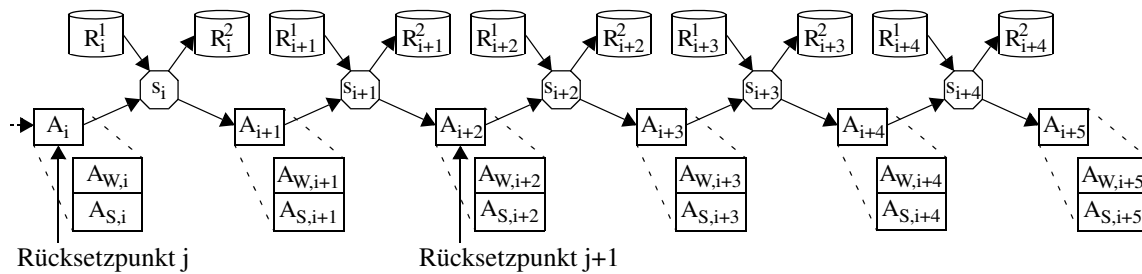 R¹ᵢ R²ᵢ R¹ᵢ₊₁ R²ᵢ₊₁ R¹ᵢ₊₂ R²ᵢ₊₂ R¹ᵢ₊₃ R²ᵢ₊₃ R¹ᵢ₊₄ R²ᵢ₊₄
sᵢ sᵢ₊₁ sᵢ₊₂ sᵢ₊₃ sᵢ₊₄
Aᵢ Aᵢ₊₁ Aᵢ₊₂ Aᵢ₊₃ Aᵢ₊₄ Aᵢ₊₅
A_W,i A_W,i+1 A_W,i+2 A_W,i+3 A_W,i+4 A_W,i+5
A_S,i A_S,i+1 A_S,i+2 A_S,i+3 A_S,i+4 A_S,i+5
Rücksetzpunkt j Rücksetzpunkt j+1